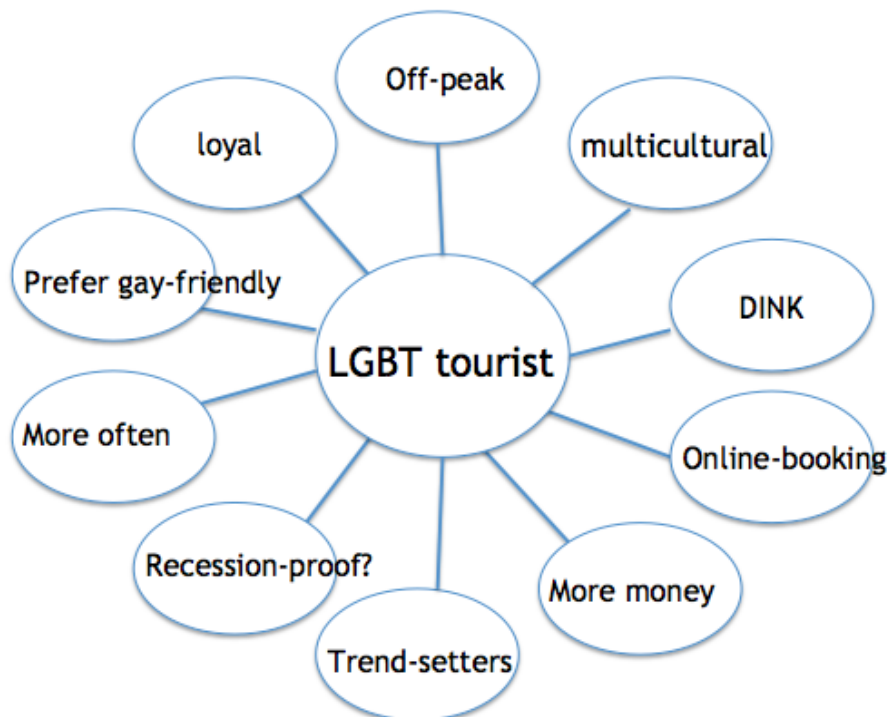 Off-peak
loyal
multicultural
Prefer gay-friendly
DINK
LGBT tourist
More often
Online-booking
Recession-proof?
More money
Trend-setters